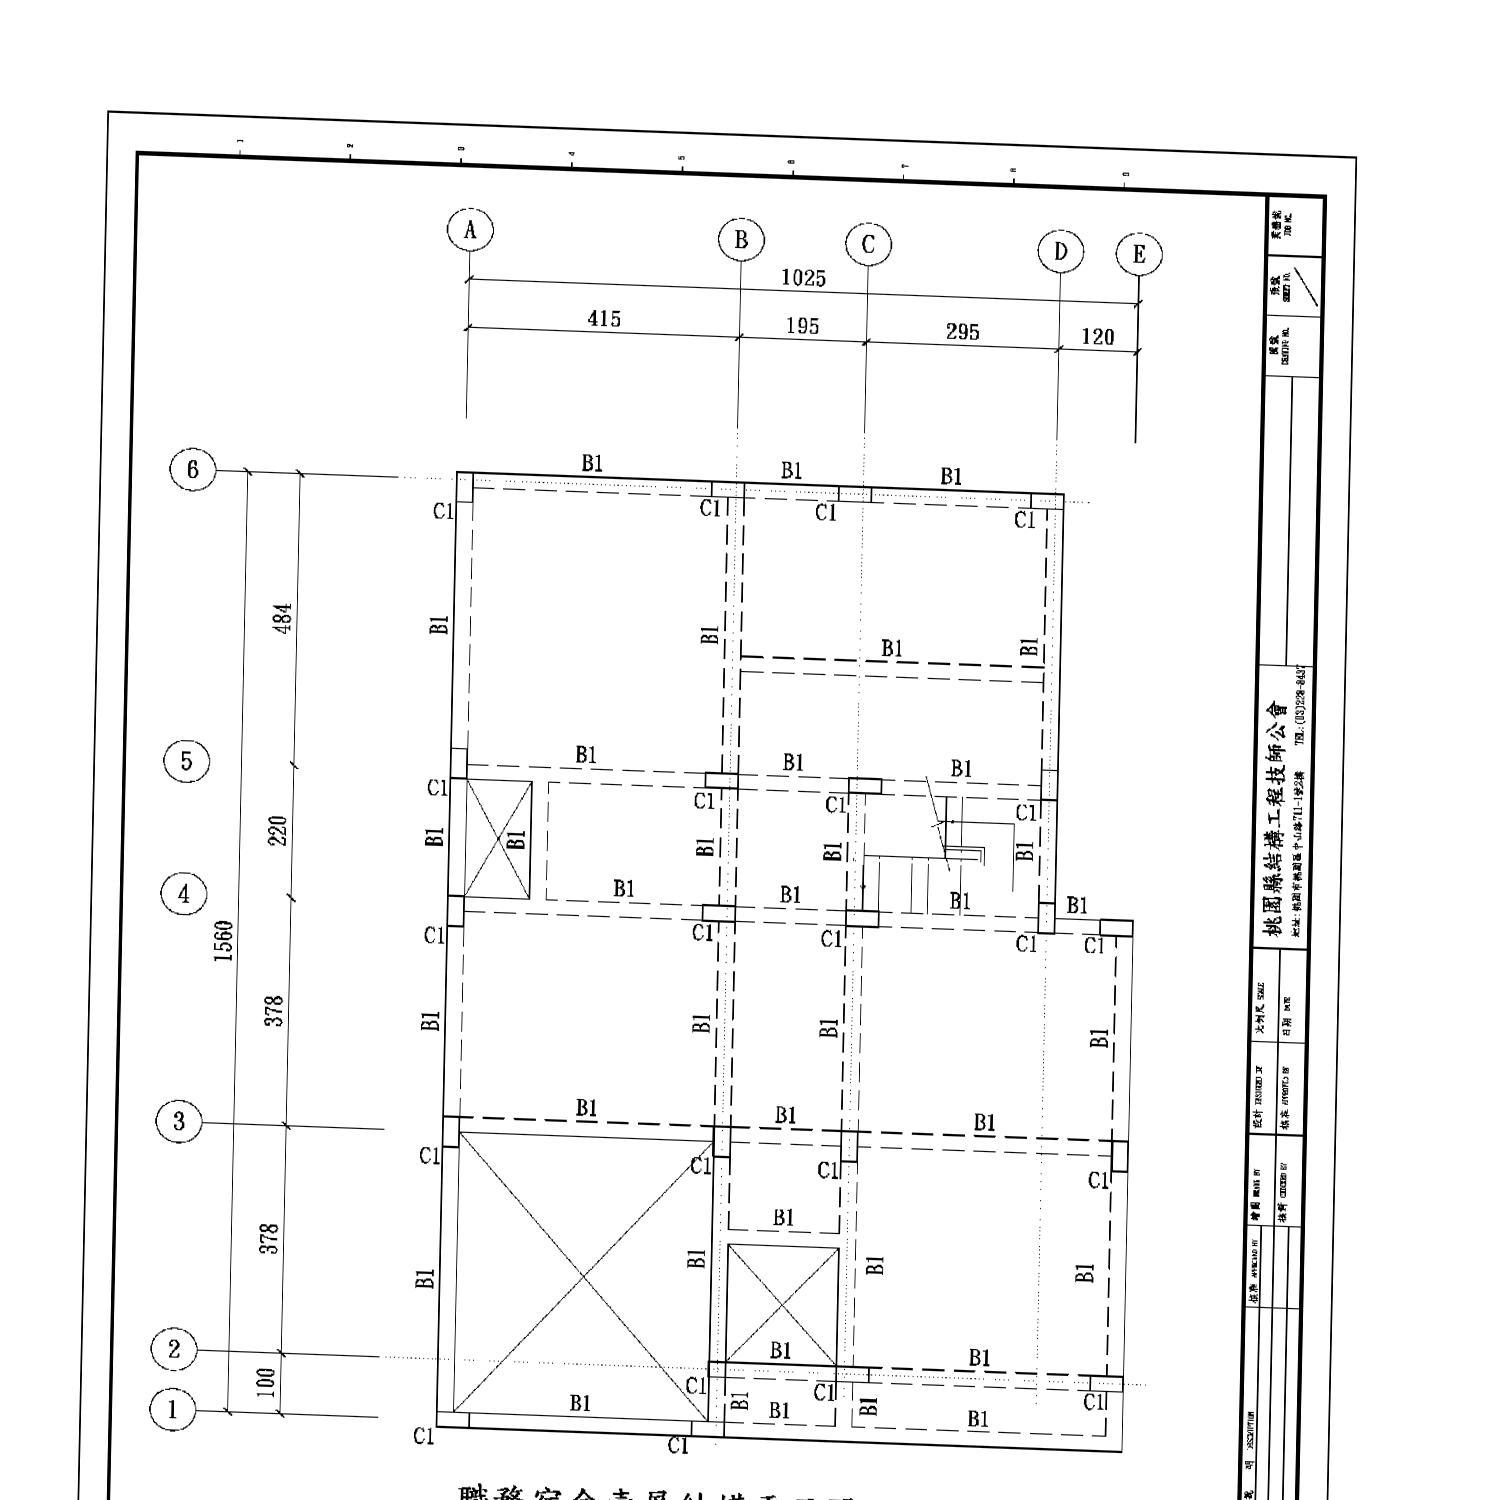 1 2 3 4 5 6 7 8 9
A B C D E
1025
415 195 295 120
6
B1 B1 B1
C1 C1 C1 C1
484
B1 B1 B1
B1
5
B1 B1 B1
C1 C1 C1 C1
220
B1 B1 B1 B1 B1
4
B1 B1 B1 B1
C1 C1 C1 C1 C1
1560
378
B1 B1 B1 B1
3
B1 B1 B1
C1 C1 C1 C1
378
B1
B1 B1 B1 B1
2
B1 B1
100
C1 C1 C1
B1 B1
1
B1 B1 B1
C1 C1
JOB NO.
張號 SHEET NO.
圖號
桃園縣結構工程技師公會
地址:桃園市桃園區中山路711-1號2樓 TEL:(03)228-8437
比例尺 SCALE
日期 DATE
設計 DESIGNED BY
核准 APPROVED BY
繪圖 DRAWN BY
校對 CHECKED BY
核准 APPROVED BY
明 DESCRIPTION